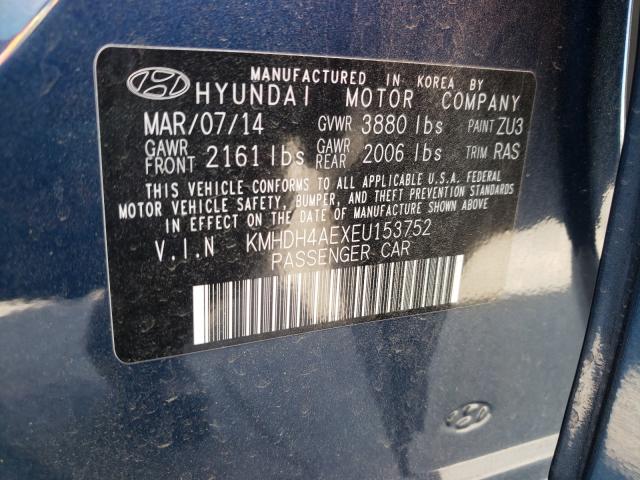 MANUFACTURED IN KOREA BY
HYUNDAI MOTOR COMPANY
MAR/07/14 GVWR 3880 lbs PAINT ZU3
GAWR FRONT 2161 lbs GAWR REAR 2006 lbs TRIM RAS
THIS VEHICLE CONFORMS TO ALL APPLICABLE U.S.A. FEDERAL
MOTOR VEHICLE SAFETY, BUMPER, AND THEFT PREVENTION STANDARDS
IN EFFECT ON THE DATE OF MANUFACTURE SHOWN ABOVE.
V.I.N KMHDH4AEXEU153752
PASSENGER CAR